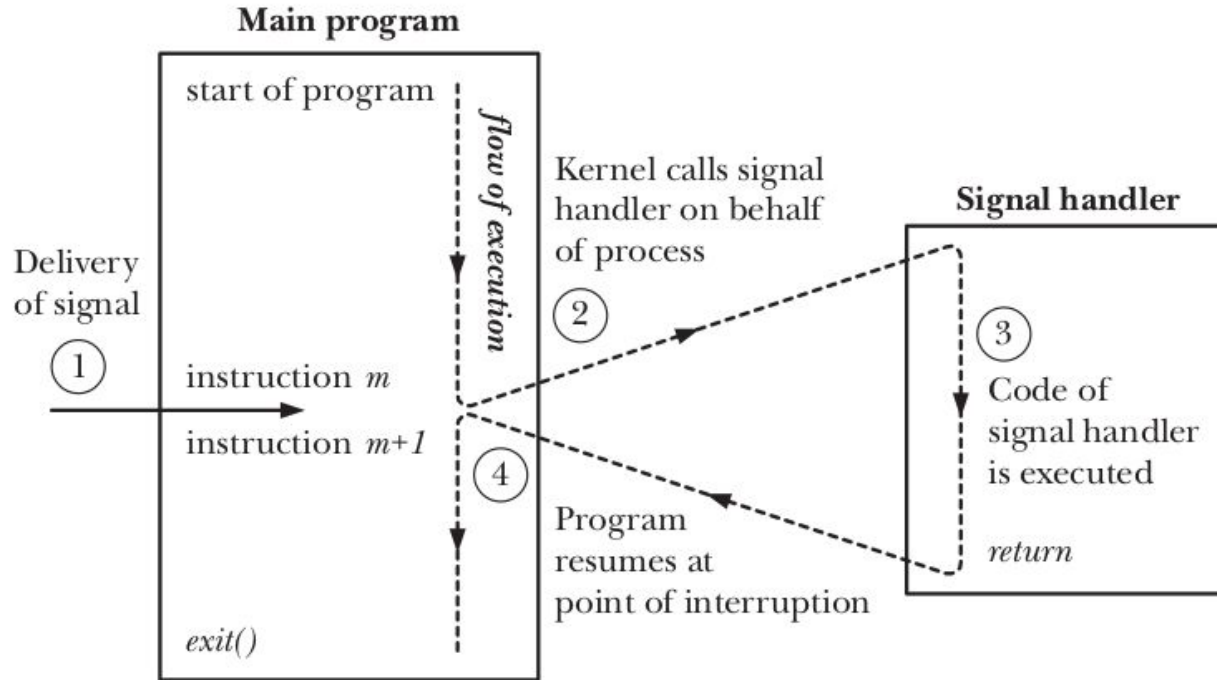 Main program
start of program
flow of execution
Kernel calls signal
handler on behalf
of process
2
Signal handler
Delivery
of signal
1
instruction m
instruction m+1
3
Code of
signal handler
is executed
return
4
Program
resumes at
point of interruption
exit()